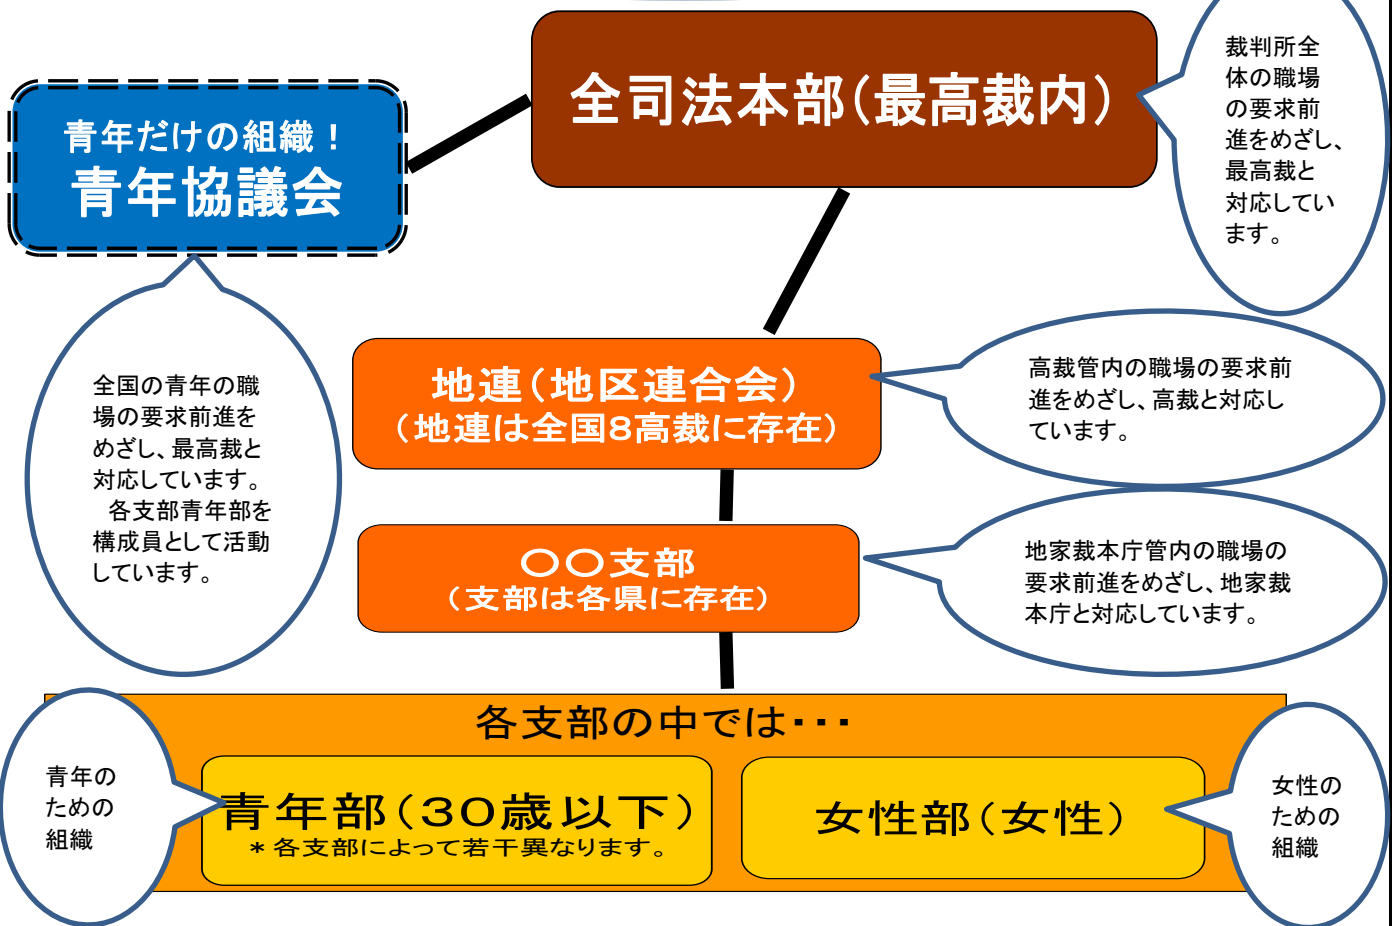 全司法本部（最高裁内）
裁判所全
体の職場
の要求前
進をめざし、
最高裁と
対応してい
ます。
青年だけの組織！
青年協議会
全国の青年の職
場の要求前進を
めざし、最高裁と
対応しています。
各支部青年部を
構成員として活動
しています。
地連（地区連合会）
（地連は全国８高裁に存在）
高裁管内の職場の要求前
進をめざし、高裁と対応し
ています。
〇〇支部
（支部は各県に存在）
地家裁本庁管内の職場の
要求前進をめざし、地家裁
本庁と対応しています。
各支部の中では・・・
青年の
ための
組織
青年部（３０歳以下）
＊各支部によって若干異なります。
女性部（女性）
女性の
ための
組織